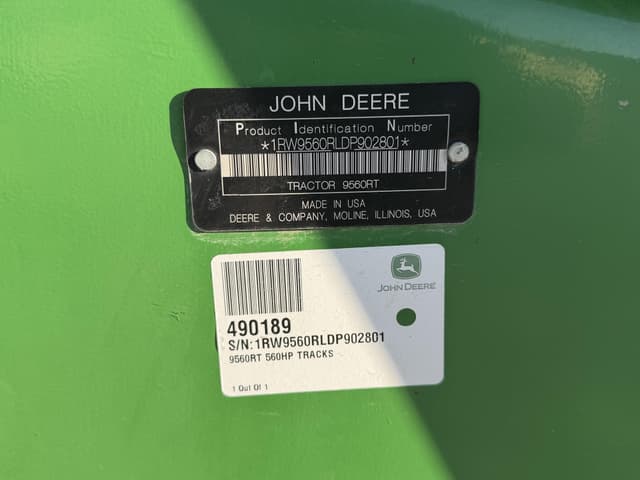 JOHN DEERE
Product Identification Number
*1RW9560RLDP902801*
TRACTOR 9560RT
MADE IN USA
DEERE & COMPANY, MOLINE, ILLINOIS, USA
JOHN DEERE
490189
S/N:1RW9560RLDP902801
9560RT 560HP TRACKS
1 Out Of 1